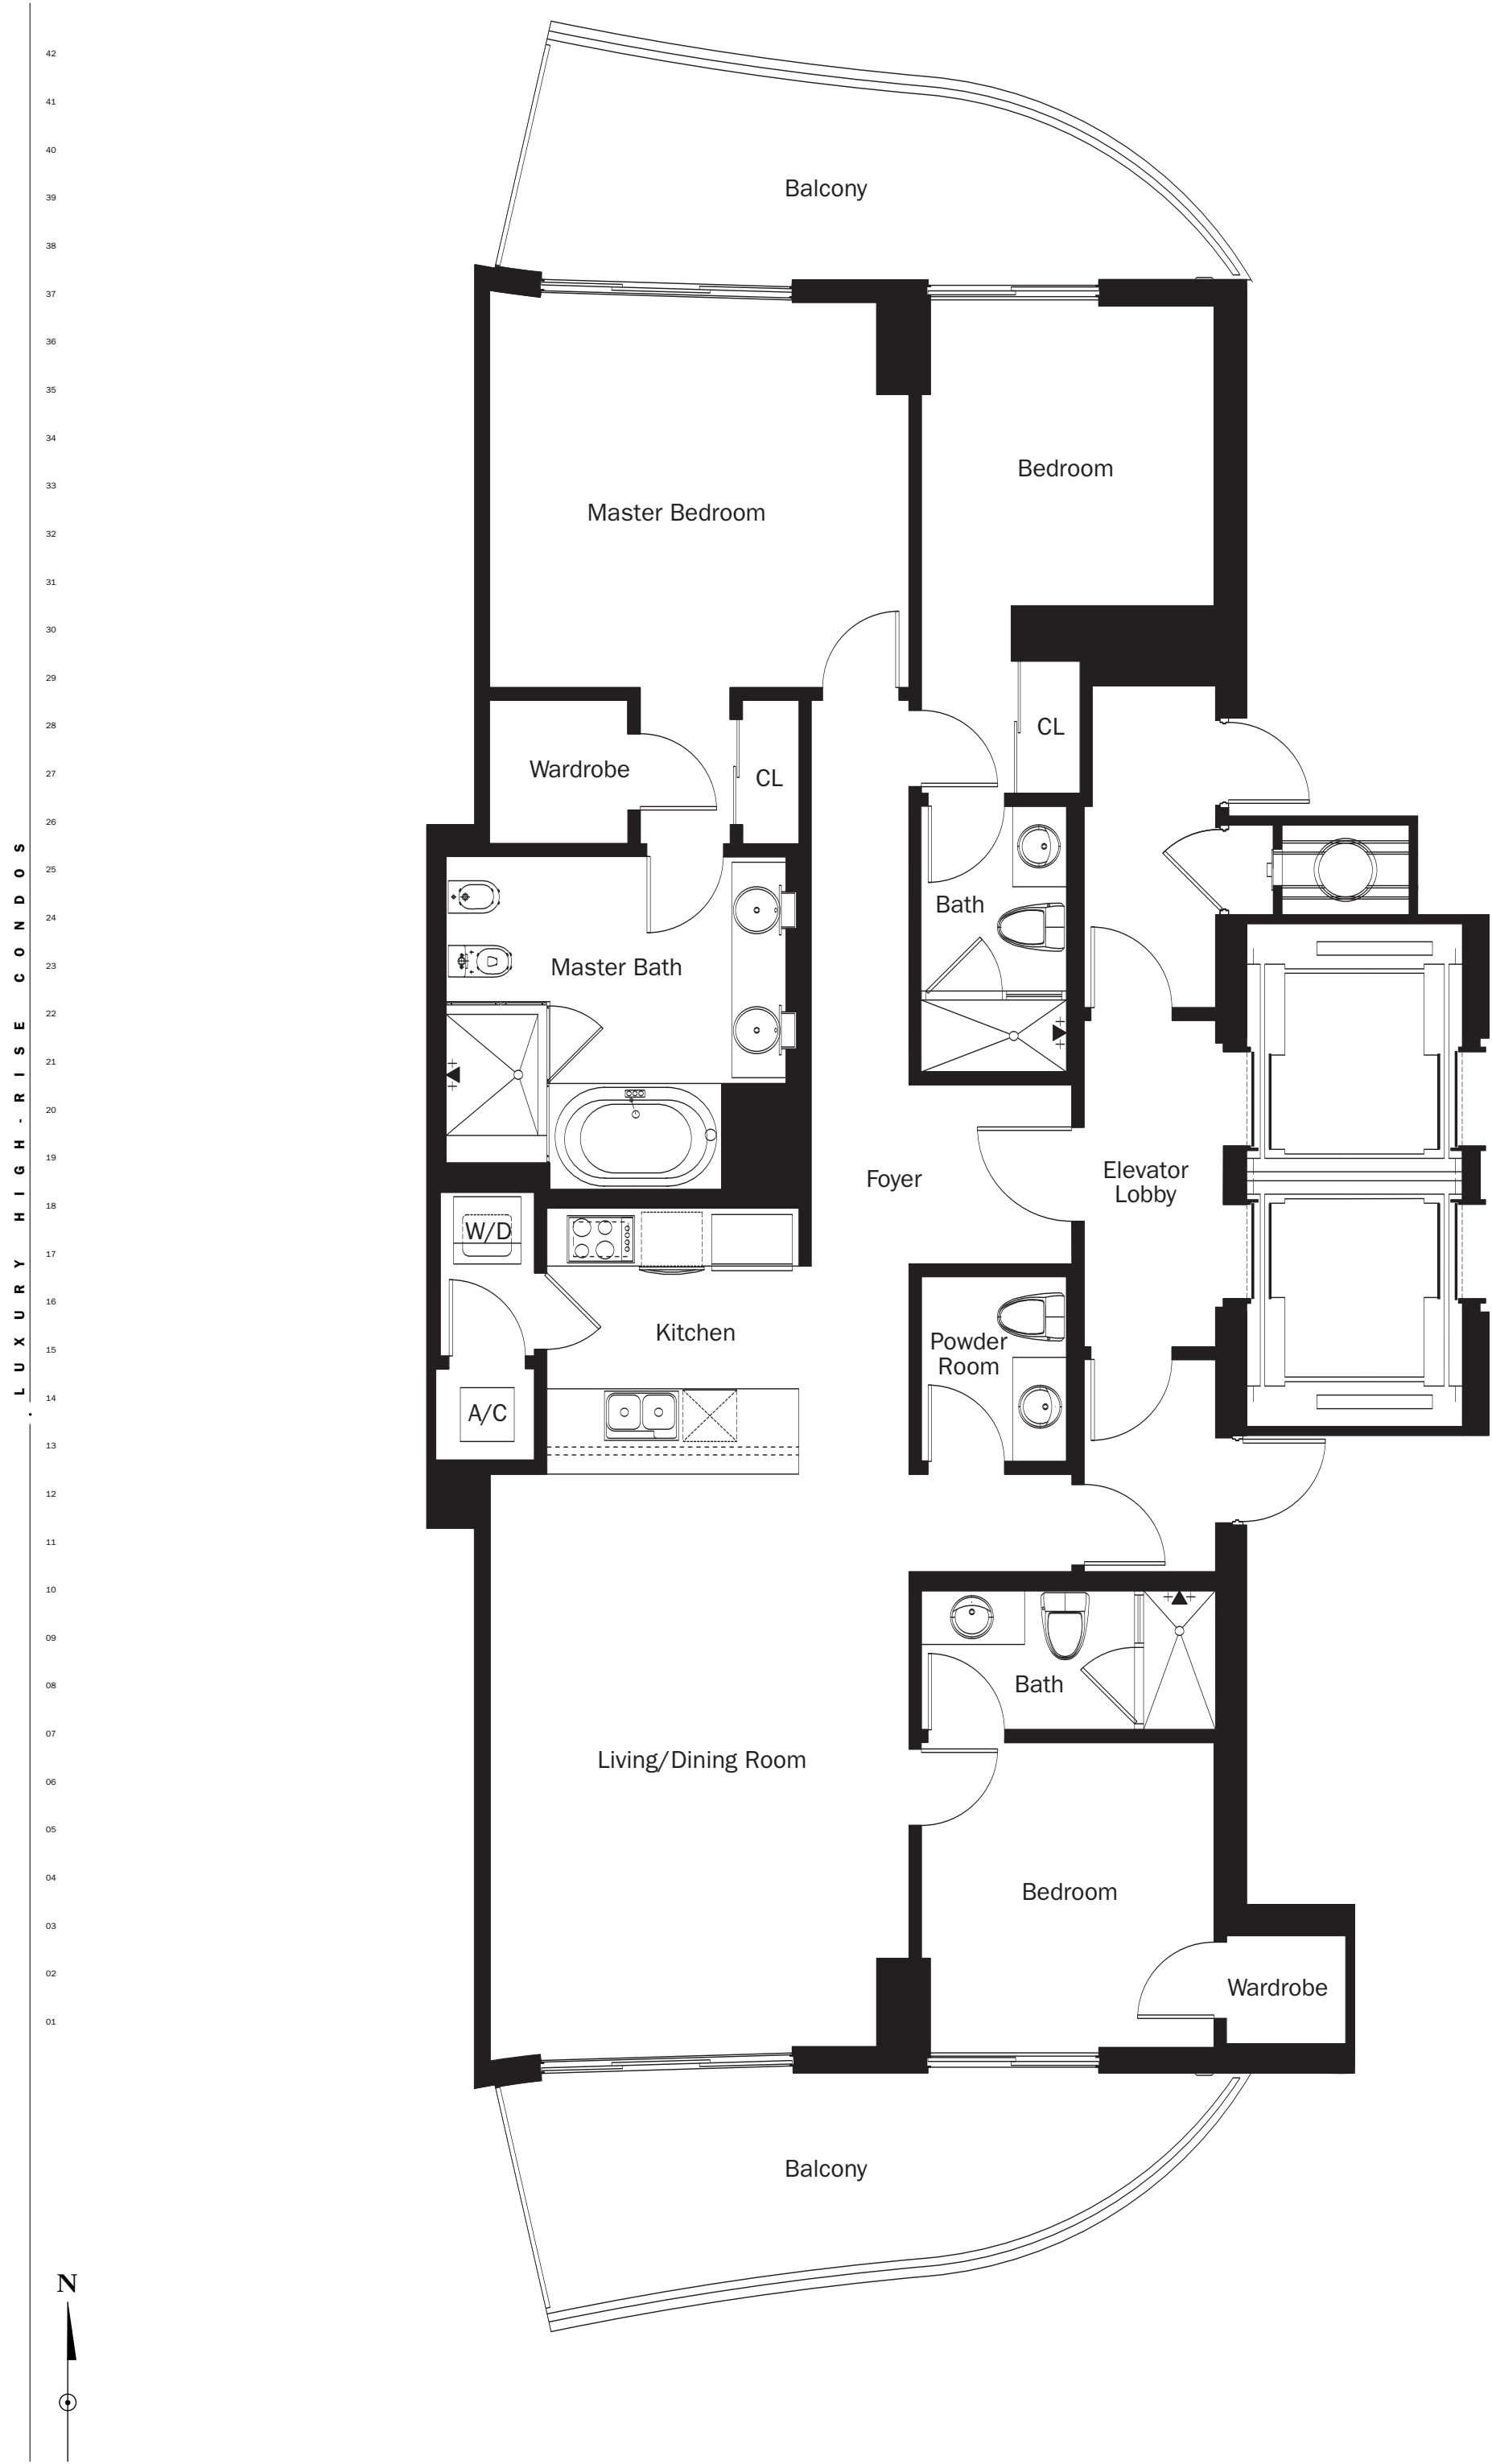 42
41
40
39
38
37
36
35
34
33
32
31
30
29
28
27
26
25
24
23
22
21
20
19
18
17
16
15
14
13
12
11
10
09
08
07
06
05
04
03
02
01
. LUXURY HIGH-RISE CONDOS
N
Balcony
Bedroom
Master Bedroom
CL
Wardrobe
CL
Bath
Master Bath
Foyer
Elevator
Lobby
W/D
Kitchen
Powder
Room
A/C
Bath
Living/Dining Room
Bedroom
Wardrobe
Balcony